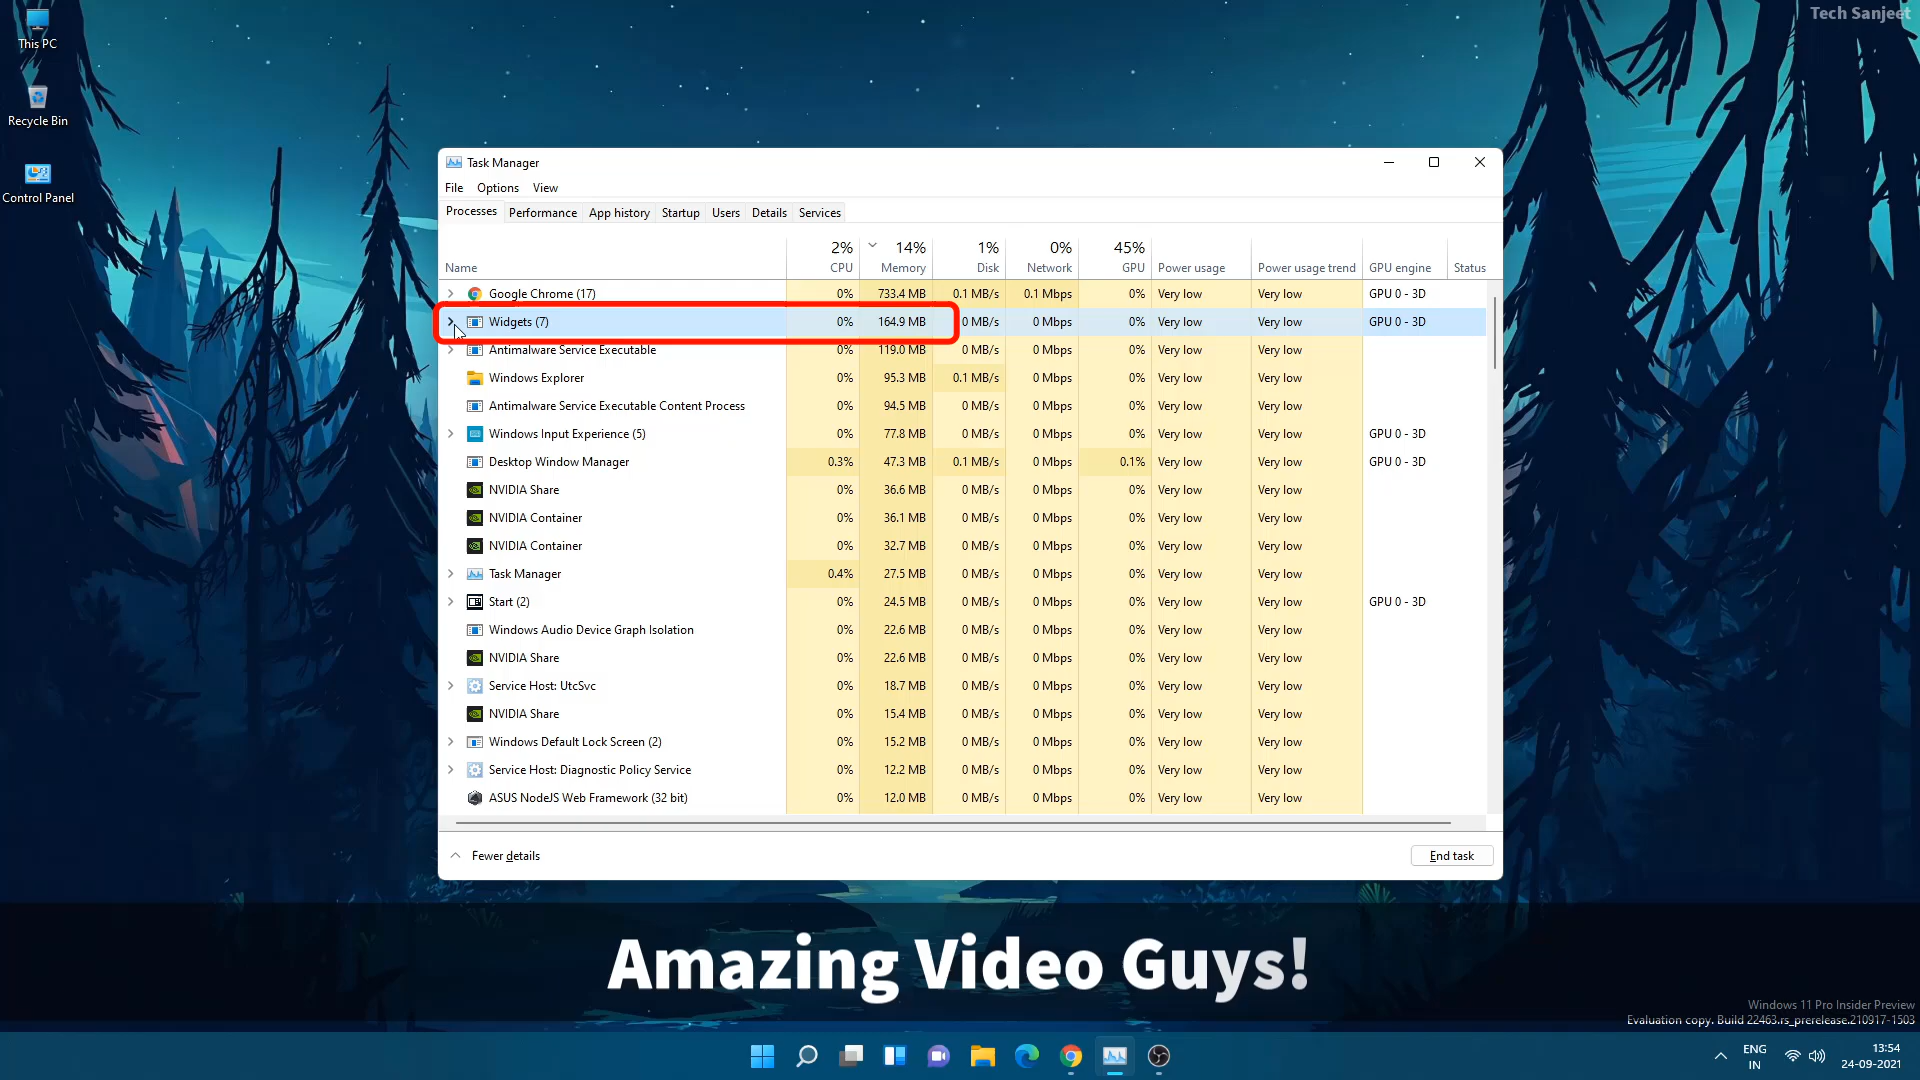 Tech Sanjeet
This PC
Recycle Bin
Control Panel
Task Manager
File Options View
Processes Performance App history Startup Users Details Services
2% 14% 1% 0% 45%
Name CPU Memory Disk Network GPU Power usage Power usage trend GPU engine Status
Google Chrome (17) 0% 733.4 MB 0.1 MB/s 0.1 Mbps 0% Very low Very low GPU 0 - 3D
Widgets (7) 0% 164.9 MB 0 MB/s 0 Mbps 0% Very low Very low GPU 0 - 3D
Antimalware Service Executable 0% 119.0 MB 0 MB/s 0 Mbps 0% Very low Very low
Windows Explorer 0% 95.3 MB 0.1 MB/s 0 Mbps 0% Very low Very low
Antimalware Service Executable Content Process 0% 94.5 MB 0 MB/s 0 Mbps 0% Very low Very low
Windows Input Experience (5) 0% 77.8 MB 0 MB/s 0 Mbps 0% Very low Very low GPU 0 - 3D
Desktop Window Manager 0.3% 47.3 MB 0.1 MB/s 0 Mbps 0.1% Very low Very low GPU 0 - 3D
NVIDIA Share 0% 36.6 MB 0 MB/s 0 Mbps 0% Very low Very low
NVIDIA Container 0% 36.1 MB 0 MB/s 0 Mbps 0% Very low Very low
NVIDIA Container 0% 32.7 MB 0 MB/s 0 Mbps 0% Very low Very low
Task Manager 0.4% 27.5 MB 0 MB/s 0 Mbps 0% Very low Very low
Start (2) 0% 24.5 MB 0 MB/s 0 Mbps 0% Very low Very low GPU 0 - 3D
Windows Audio Device Graph Isolation 0% 22.6 MB 0 MB/s 0 Mbps 0% Very low Very low
NVIDIA Share 0% 22.6 MB 0 MB/s 0 Mbps 0% Very low Very low
Service Host: UtcSvc 0% 18.7 MB 0 MB/s 0 Mbps 0% Very low Very low
NVIDIA Share 0% 15.4 MB 0 MB/s 0 Mbps 0% Very low Very low
Windows Default Lock Screen (2) 0% 15.2 MB 0 MB/s 0 Mbps 0% Very low Very low
Service Host: Diagnostic Policy Service 0% 12.2 MB 0 MB/s 0 Mbps 0% Very low Very low
ASUS NodeJS Web Framework (32 bit) 0% 12.0 MB 0 MB/s 0 Mbps 0% Very low Very low
Fewer details End task
Amazing Video Guys!
Windows 11 Pro Insider Preview
Evaluation copy. Build 22463.rs_prerelease.210917-1503
ENG 13:54
IN 24-09-2021